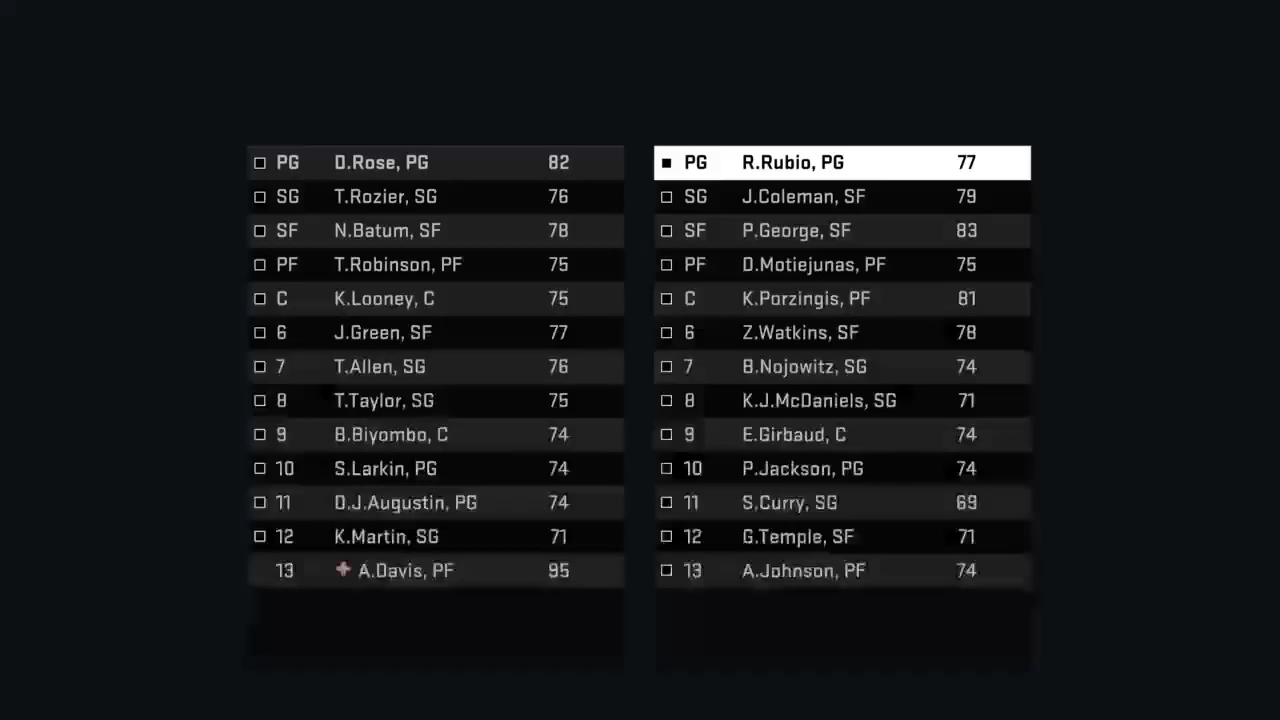 PG D.Rose, PG 82
SG T.Rozier, SG 76
SF N.Batum, SF 78
PF T.Robinson, PF 75
C K.Looney, C 75
6 J.Green, SF 77
7 T.Allen, SG 76
8 T.Taylor, SG 75
9 B.Biyombo, C 74
10 S.Larkin, PG 74
11 D.J.Augustin, PG 74
12 K.Martin, SG 71
13 A.Davis, PF 95
PG R.Rubio, PG 77
SG J.Coleman, SF 79
SF P.George, SF 83
PF D.Motiejunas, PF 75
C K.Porzingis, PF 81
6 Z.Watkins, SF 78
7 B.Nojowitz, SG 74
8 K.J.McDaniels, SG 71
9 E.Girbaud, C 74
10 P.Jackson, PG 74
11 S.Curry, SG 69
12 G.Temple, SF 71
13 A.Johnson, PF 74